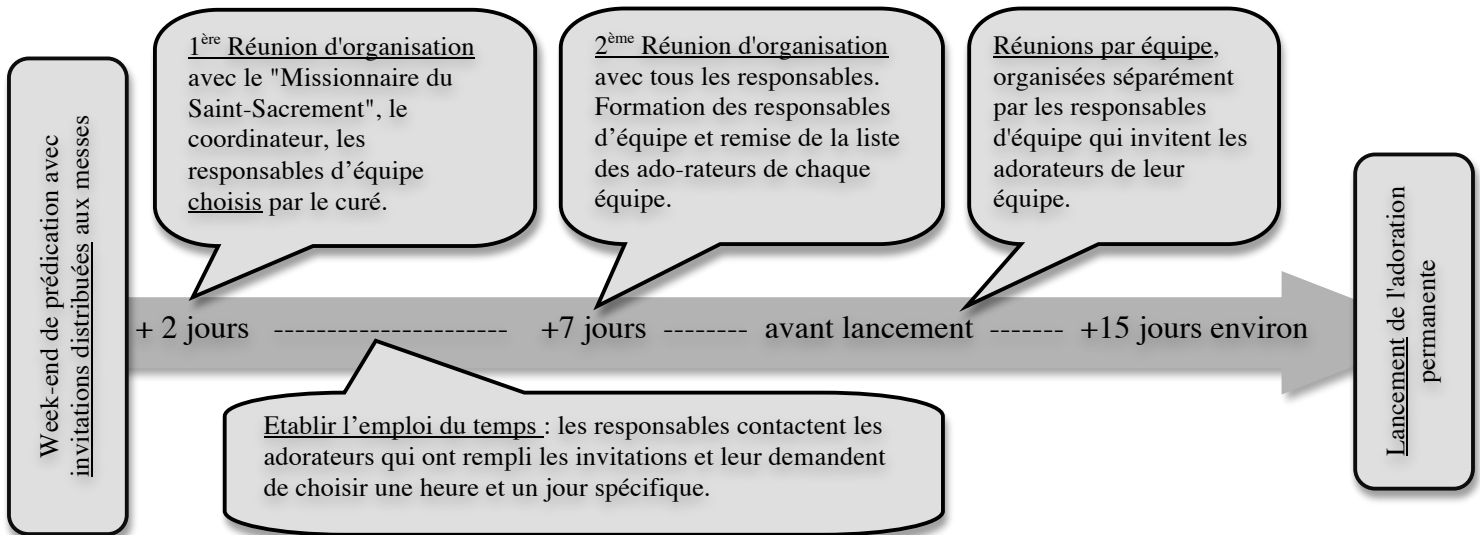 Week-end de prédication avec
invitations distribuées aux messes
1ère Réunion d'organisation
avec le "Missionnaire du
Saint-Sacrement", le
coordinateur, les
responsables d’équipe
choisis par le curé.
2ème Réunion d'organisation
avec tous les responsables.
Formation des responsables
d’équipe et remise de la liste
des ado-rateurs de chaque
équipe.
Réunions par équipe,
organisées séparément
par les responsables
d'équipe qui invitent les
adorateurs de leur
équipe.
+ 2 jours ---------------------- +7 jours -------- avant lancement ------- +15 jours environ
Etablir l’emploi du temps : les responsables contactent les
adorateurs qui ont rempli les invitations et leur demandent
de choisir une heure et un jour spécifique.
Lancement de l'adoration
permanente